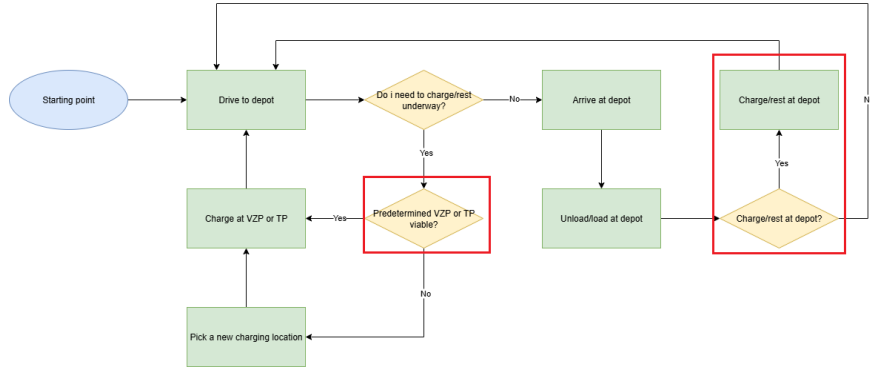 Starting point
Drive to depot
Do i need to charge/rest
underway?
No
Arrive at depot
Charge/rest at depot
N
Yes
Yes
Charge at VZP or TP
Yes
Predetermined VZP or TP
viable?
Unload/load at depot
Charge/rest at depot?
No
Pick a new charging location